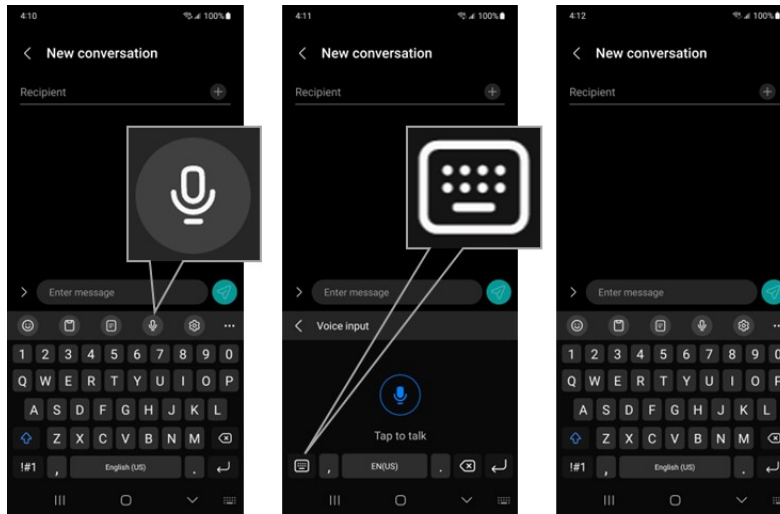 4:10
100%
New conversation
Recipient
Enter message
1 2 3 4 5 6 7 8 9 0
Q W E R T Y U I O P
A S D F G H J K L
Z X C V B N M
!#1 , English (US) .
4:11
100%
New conversation
Recipient
Enter message
Voice input
Tap to talk
, EN(US) .
4:12
100%
New conversation
Recipient
Enter message
1 2 3 4 5 6 7 8 9 0
Q W E R T Y U I O P
A S D F G H J K L
Z X C V B N M
!#1 , English (US) .